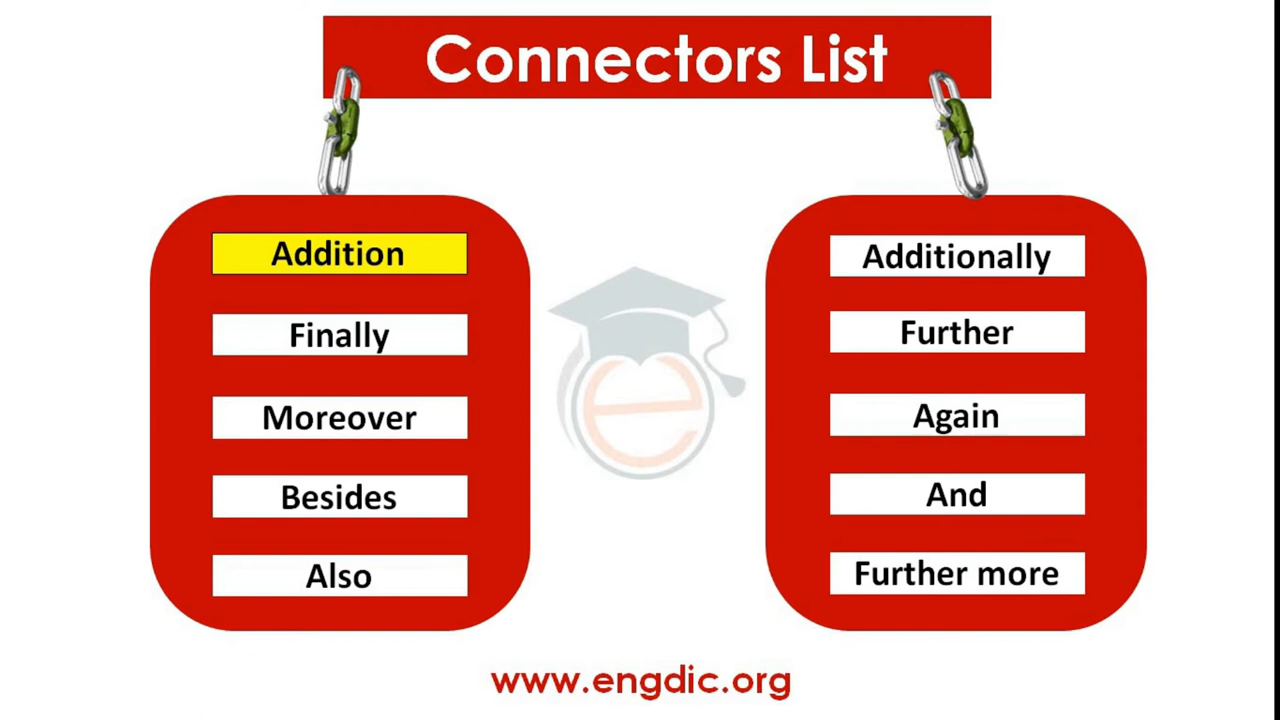 Connectors List
Addition
Finally
Moreover
Besides
Also
Additionally
Further
Again
And
Further more
www.engdic.org